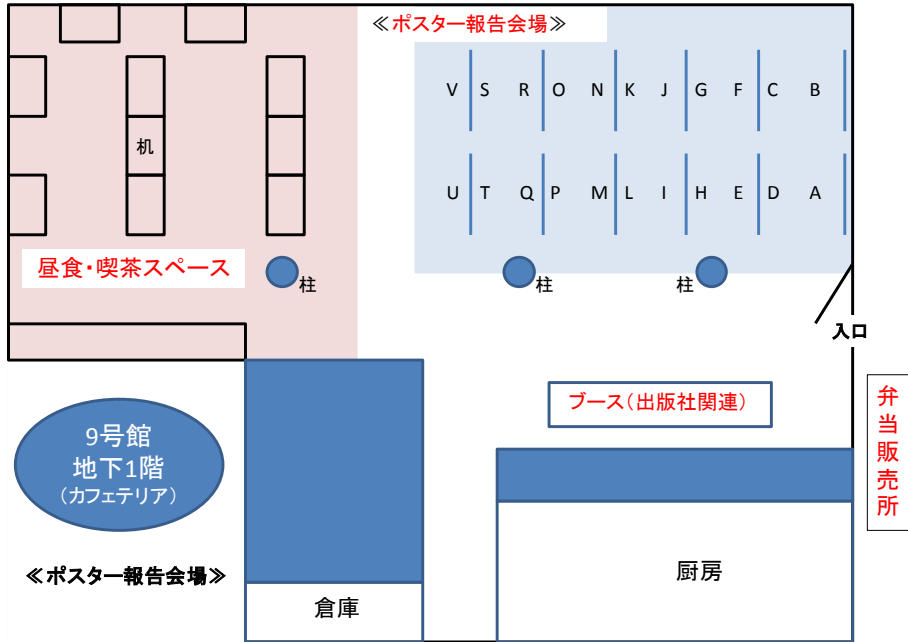 ≪ポスター報告会場≫
V S R O N K J G F C B
机
U T Q P M L I H E D A
昼食・喫茶スペース
柱
柱
柱
入口
ブース(出版社関連)
弁当販売所
9号館
地下1階
(カフェテリア)
≪ポスター報告会場≫
倉庫
厨房